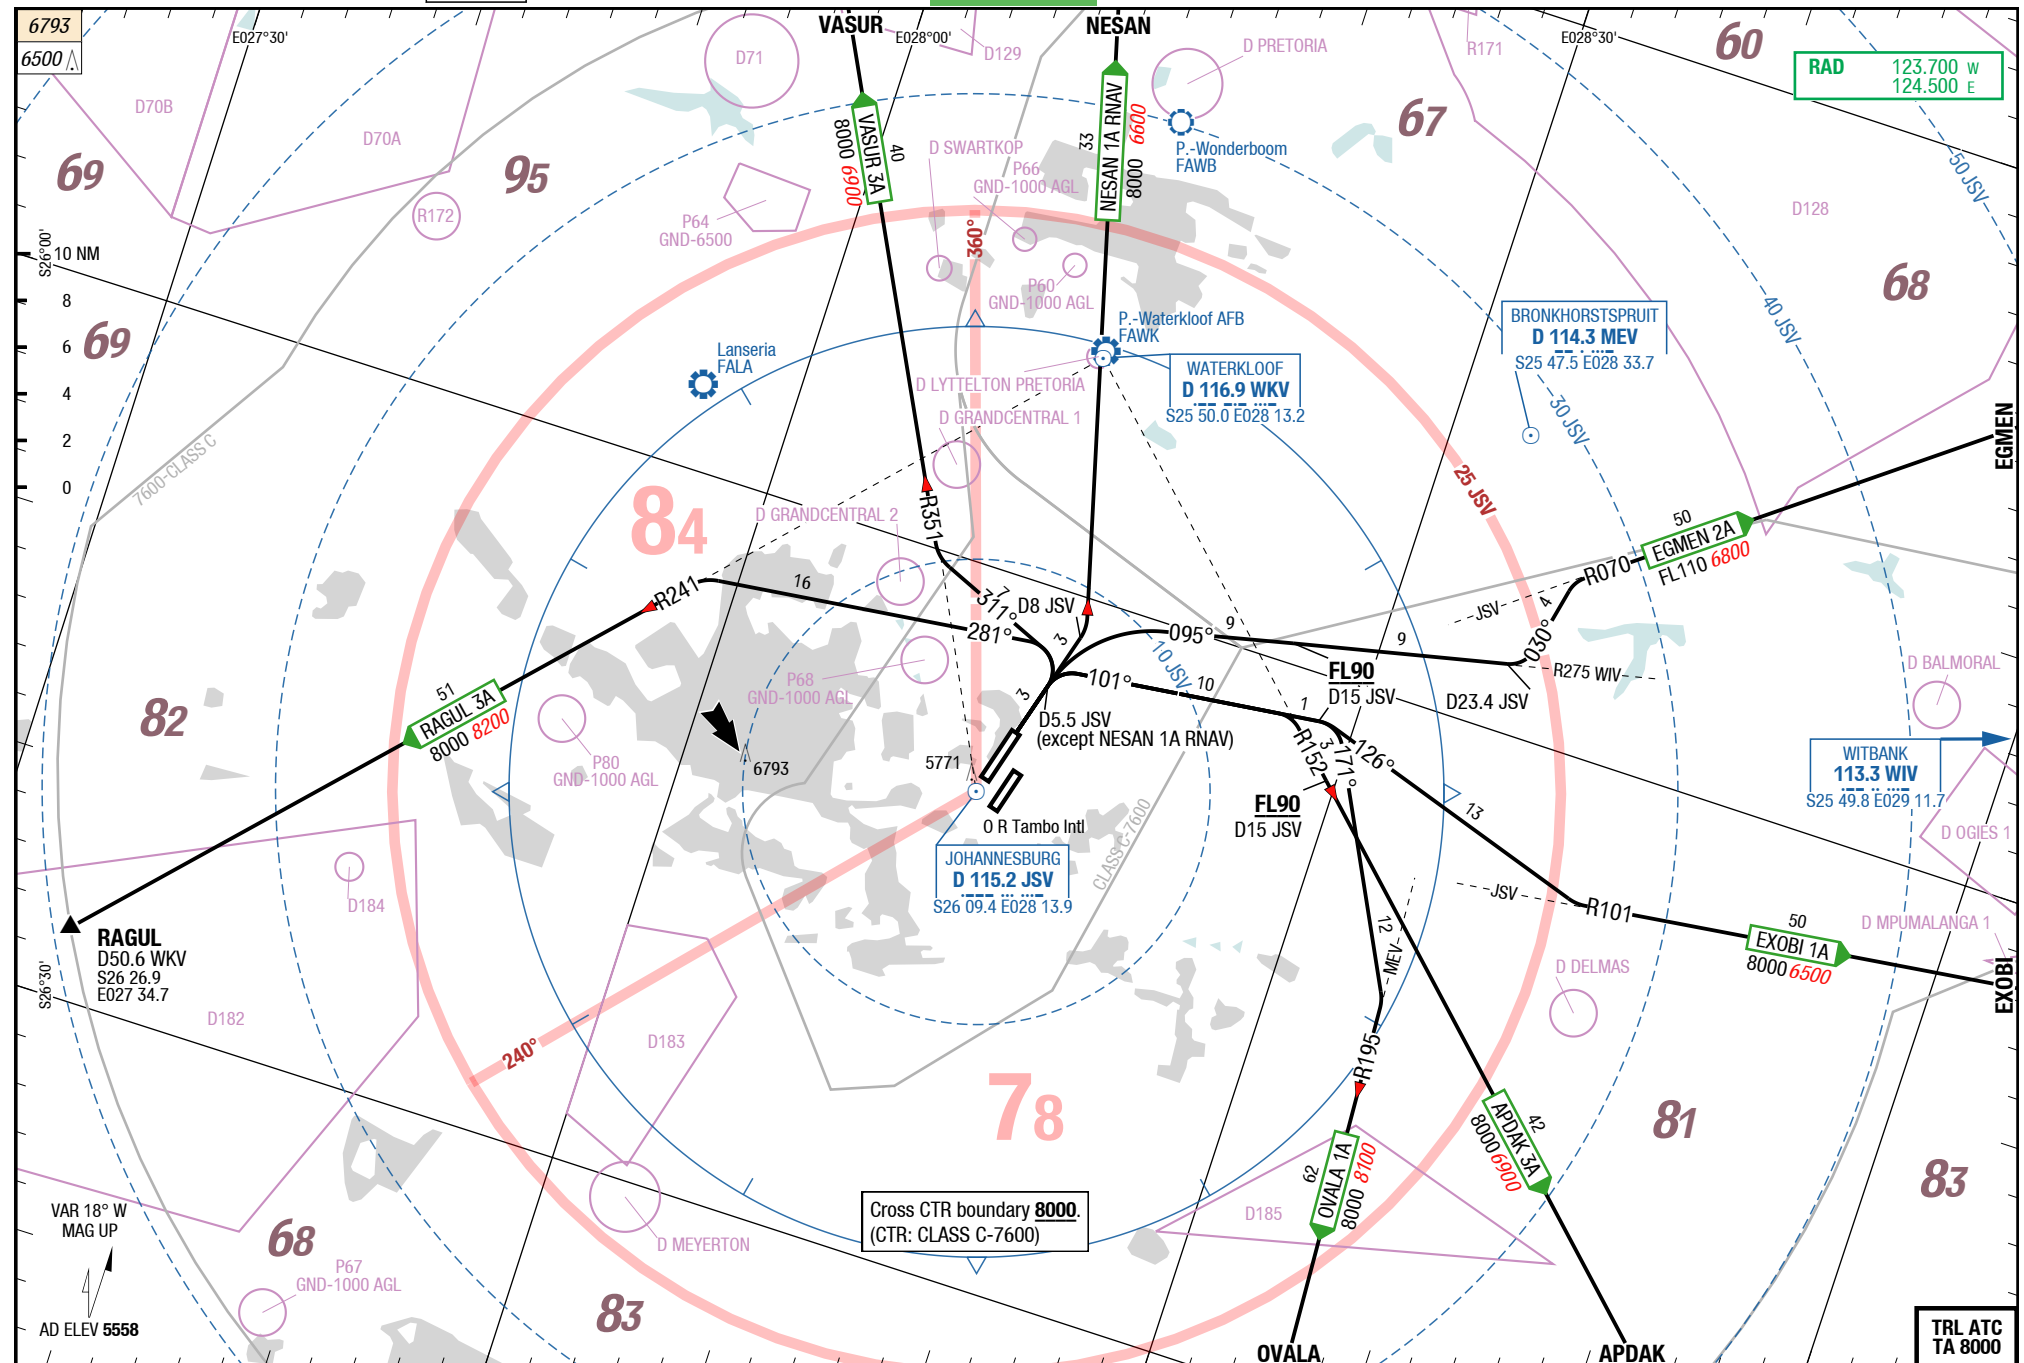 6793
6500
E027°30'
VASUR
E028°00'
NESAN
E028°30'
D71
D129
D PRETORIA
R171
60
RAD 123.700 W
124.500 E
D70B
D70A
69
95
67
8000 6900
VASUR 3A
40
33
NESAN 1A RNAV
8000
6600
D SWARTKOP
P66
GND-1000 AGL
P.-Wonderboom
FAWB
50 JSV
R172
P64
GND-6500
D128
360°
S26°00'
10 NM
8
6
4
2
0
69
P60
GND-1000 AGL
68
40 JSV
P.-Waterkloof AFB
FAWK
Lanseria
FALA
WATERKLOOF
D 116.9 WKV
S25 50.0 E028 13.2
BRONKHORSTSPRUIT
D 114.3 MEV
S25 47.5 E028 33.7
D LYTTELTON PRETORIA
D GRANDCENTRAL 1
30 JSV
EGMEN
7600-CLASS C
25 JSV
84
D GRANDCENTRAL 2
R351
50
EGMEN 2A
FL110 6800
R070
R241
16
7
311°
281°
D8 JSV
3
JSV
4
030°
095°
9
9
10 JSV
R275 WIV
FL90
D15 JSV
D23.4 JSV
D BALMORAL
P68
GND-1000 AGL
101°
10
1
3
D5.5 JSV
(except NESAN 1A RNAV)
51
RAGUL 3A
8000 8200
82
P80
GND-1000 AGL
6793
5771
R152
3
171°
126°
WITBANK
113.3 WIV
S25 49.8 E029 11.7
FL90
D15 JSV
13
O R Tambo Intl
CLASS C-7600
D OGIES 1
JOHANNESBURG
D 115.2 JSV
S26 09.4 E028 13.9
D184
JSV
R101
50
EXOBI 1A
8000 6500
D MPUMALANGA 1
EXOBI
RAGUL
D50.6 WKV
S26 26.9
E027 34.7
12
MEV
D DELMAS
S26°30'
D182
D183
240°
R195
78
81
42
APDAK 3A
8000 6900
83
62
OVALA 1A
8000 8100
D185
Cross CTR boundary 8000.
(CTR: CLASS C-7600)
D MEYERTON
VAR 18° W
MAG UP
68
P67
GND-1000 AGL
83
AD ELEV 5558
OVALA
APDAK
TRL ATC
TA 8000